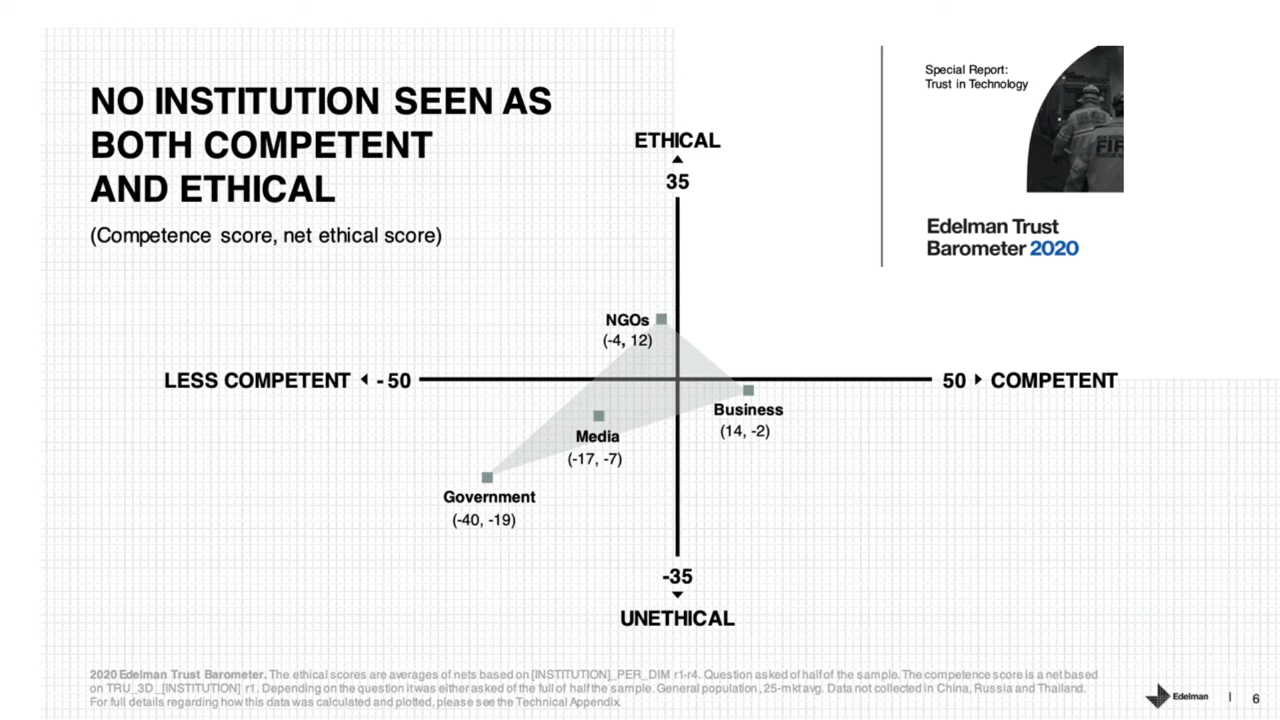 NO INSTITUTION SEEN AS
BOTH COMPETENT
AND ETHICAL
(Competence score, net ethical score)
Special Report:
Trust in Technology
FIF
Edelman Trust
Barometer 2020
ETHICAL
35
NGOs
(-4, 12)
LESS COMPETENT
- 50
50
COMPETENT
Business
(14, -2)
Media
(-17, -7)
Government
(-40, -19)
-35
UNETHICAL
2020 Edelman Trust Barometer. The ethical scores are averages of nets based on [INSTITUTION]_PER_DIM r1-r4. Question asked of half of the sample. The competence score is a net based
on TRU_3D_[INSTITUTION] r1. Depending on the question it was either asked of the full of half the sample. General population, 25-mkt avg. Data not collected in China, Russia and Thailand.
For full details regarding how this data was calculated and plotted, please see the Technical Appendix.
Edelman
6